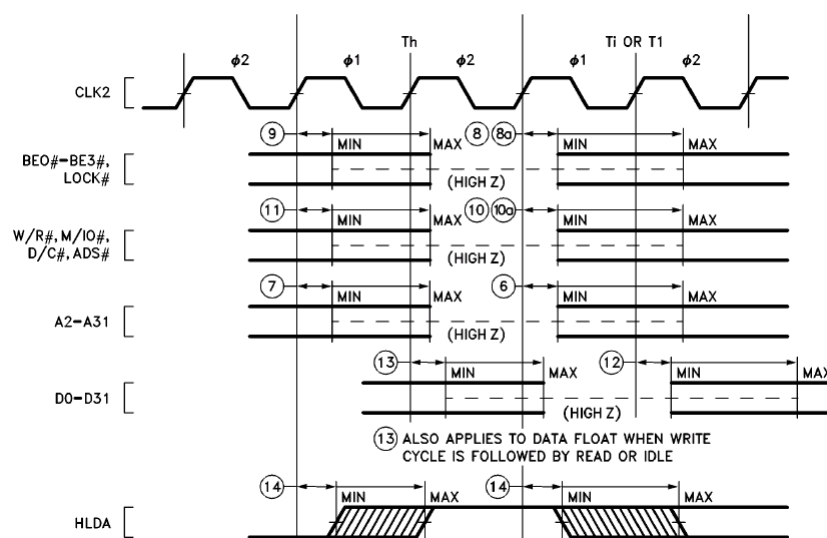 Th Ti OR T1
ϕ2 ϕ1 ϕ2 ϕ1 ϕ2
CLK2
9 MIN MAX 8 8a MIN MAX
BE0#-BE3#,
LOCK#
(HIGH Z)
11 MIN MAX 10 10a MIN MAX
W/R#, M/IO#,
D/C#, ADS#
(HIGH Z)
7 MIN MAX 6 MIN MAX
A2-A31
(HIGH Z)
13 MIN MAX 12 MIN MAX
D0-D31
(HIGH Z)
13 ALSO APPLIES TO DATA FLOAT WHEN WRITE
CYCLE IS FOLLOWED BY READ OR IDLE
14 MIN MAX 14 MIN MAX
HLDA